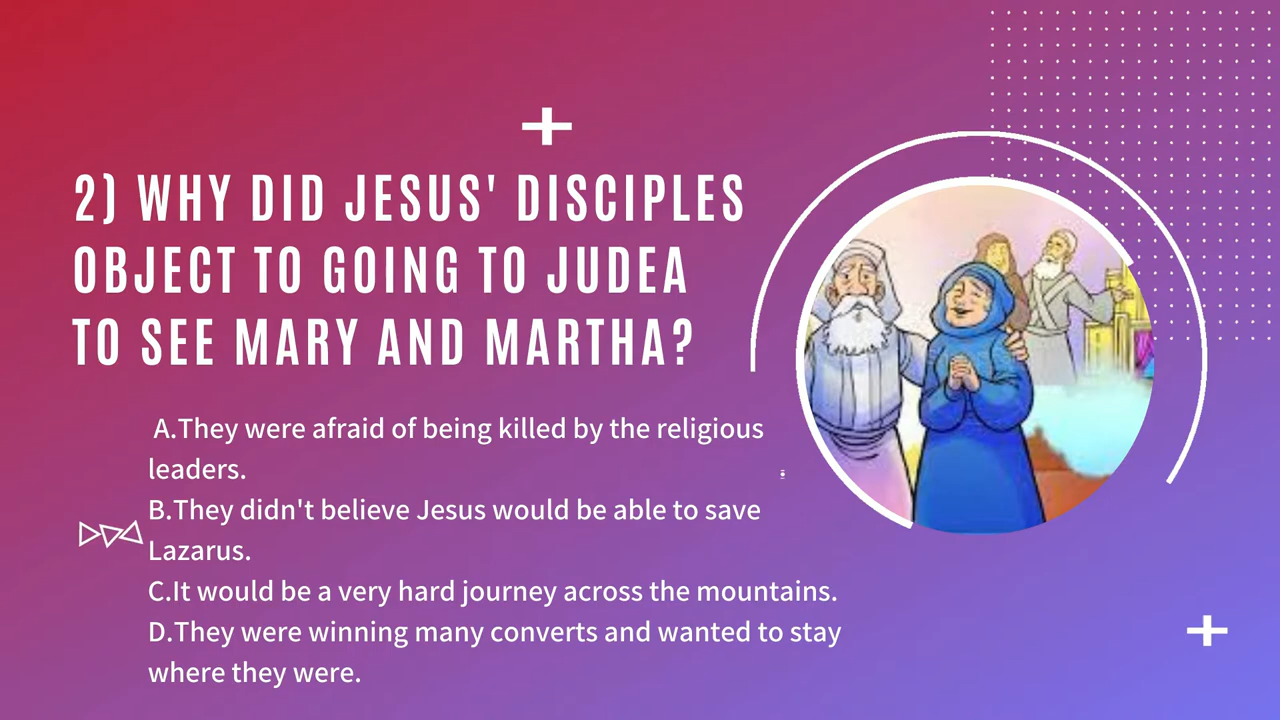 2) WHY DID JESUS' DISCIPLES
OBJECT TO GOING TO JUDEA
TO SEE MARY AND MARTHA?
A.They were afraid of being killed by the religious
leaders.
B.They didn't believe Jesus would be able to save
Lazarus.
C.It would be a very hard journey across the mountains.
D.They were winning many converts and wanted to stay
where they were.